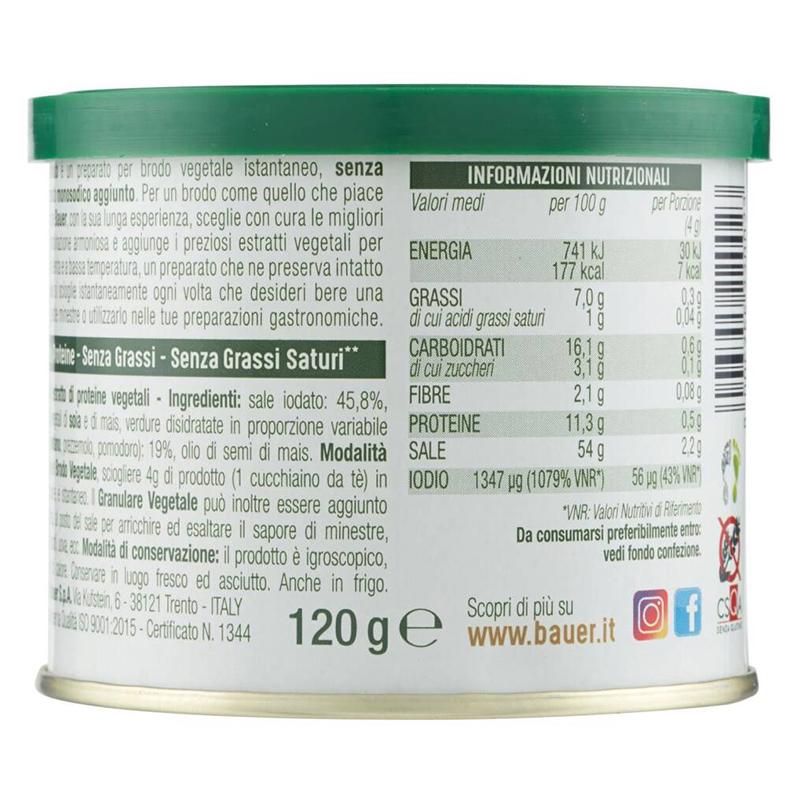 è un preparato per brodo vegetale istantaneo, senza
monosodico aggiunto. Per un brodo come quello che piace
Bauer, con la sua lunga esperienza, sceglie con cura le migliori
armoniosa e aggiunge i preziosi estratti vegetali per
e a bassa temperatura, un preparato che ne preserva intatto
si scioglie istantaneamente ogni volta che desideri bere una
minestre o utilizzarlo nelle tue preparazioni gastronomiche.
- Senza Grassi - Senza Grassi Saturi**
di proteine vegetali - Ingredienti: sale iodato: 45,8%,
di soia e di mais, verdure disidratate in proporzione variabile
prezzemolo, pomodoro): 19%, olio di semi di mais. Modalità
Brodo Vegetale, sciogliere 4g di prodotto (1 cucchiaino da tè) in
è istantaneo. Il Granulare Vegetale può inoltre essere aggiunto
al posto del sale per arricchire ed esaltare il sapore di minestre,
uova, ecc. Modalità di conservazione: il prodotto è igroscopico,
Conservare in luogo fresco ed asciutto. Anche in frigo.
S.p.A. Via Kufstein, 6 - 38121 Trento - ITALY
Qualità ISO 9001:2015 - Certificato N. 1344
120 g e
INFORMAZIONI NUTRIZIONALI
Valori medi per 100 g per Porzione
(4 g)
ENERGIA 741 kJ 30 kJ
177 kcal 7 kcal
GRASSI 7,0 g 0,3 g
di cui acidi grassi saturi 1 g 0,04 g
CARBOIDRATI 16,1 g 0,6 g
di cui zuccheri 3,1 g 0,1 g
FIBRE 2,1 g 0,08 g
PROTEINE 11,3 g 0,5 g
SALE 54 g 2,2 g
IODIO 1347 µg (1079% VNR*) 56 µg (43% VNR*)
*VNR: Valori Nutritivi di Riferimento
Da consumarsi preferibilmente entro:
vedi fondo confezione.
Scopri di più su
www.bauer.it
f
CSQA
SENZA GLUTINE